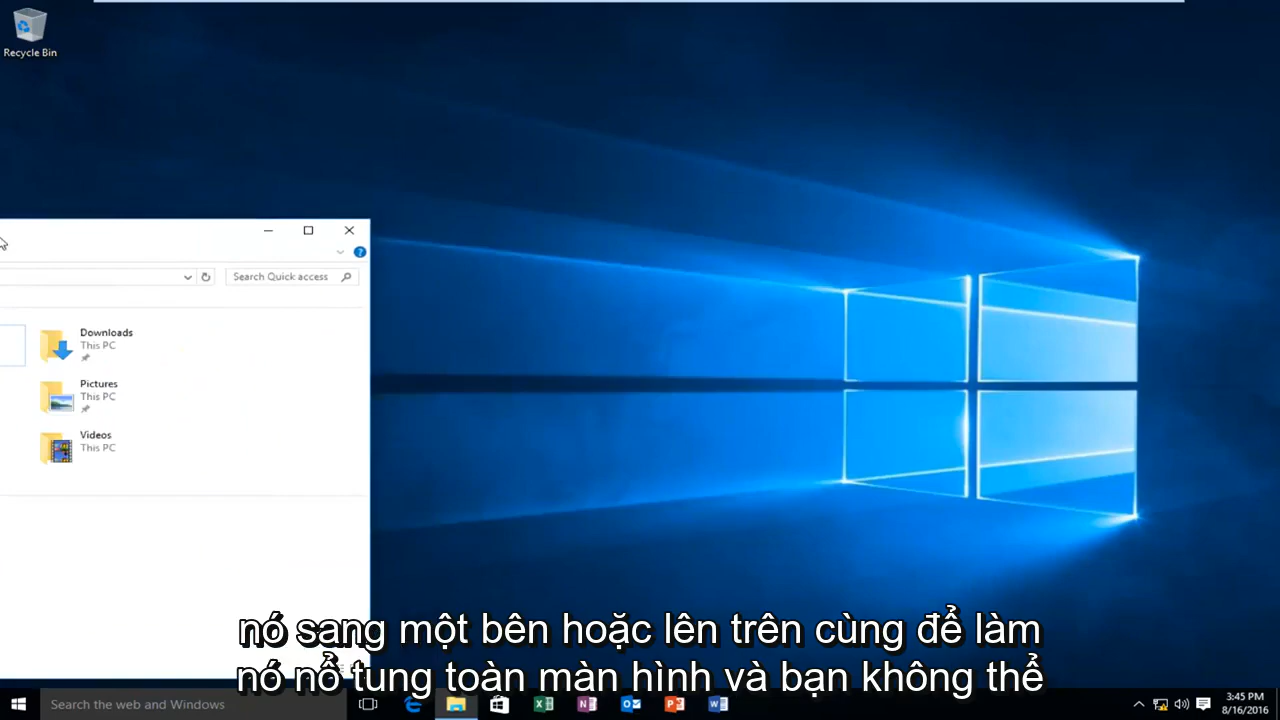 Recycle Bin
Search Quick access
Downloads
This PC
Pictures
This PC
Videos
This PC
nó sang một bên hoặc lên trên cùng để làm
nó nổ tung toàn màn hình và bạn không thể
Search the web and Windows
3:45 PM
8/16/2016